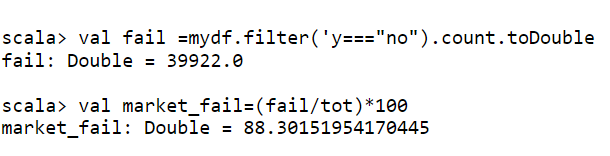 scala> val fail =mydf.filter('y==="no").count.toDouble
fail: Double = 39922.0
scala> val market_fail=(fail/tot)*100
market_fail: Double = 88.30151954170445